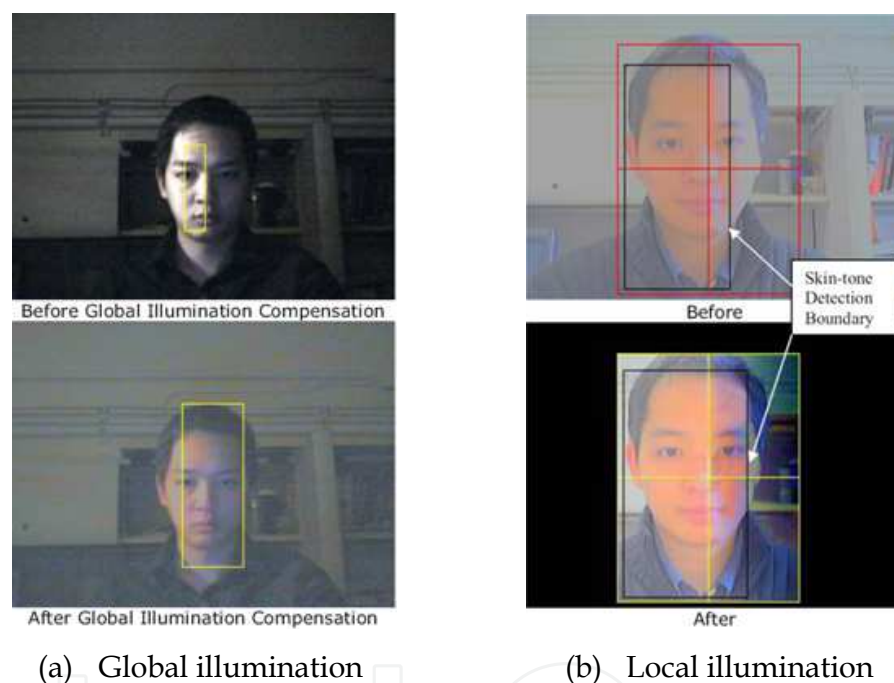 Before Global Illumination Compensation
After Global Illumination Compensation
(a) Global illumination
Before
Skin-tone
Detection
Boundary
After
(b) Local illumination